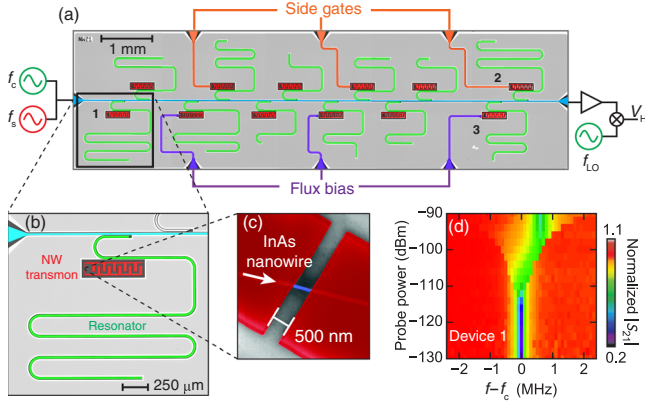 (a)
Side gates
1 mm
f_c
f_s
1
2
3
V_H
f_LO
Flux bias
(b)
NW
transmon
Resonator
250 μm
(c)
InAs
nanowire
500 nm
(d)
Probe power (dBm)
−90
−100
−110
−120
−130
Device 1
−2 −1 0 1 2
f−f_c (MHz)
1.1
0.2
Normalized |S_21|